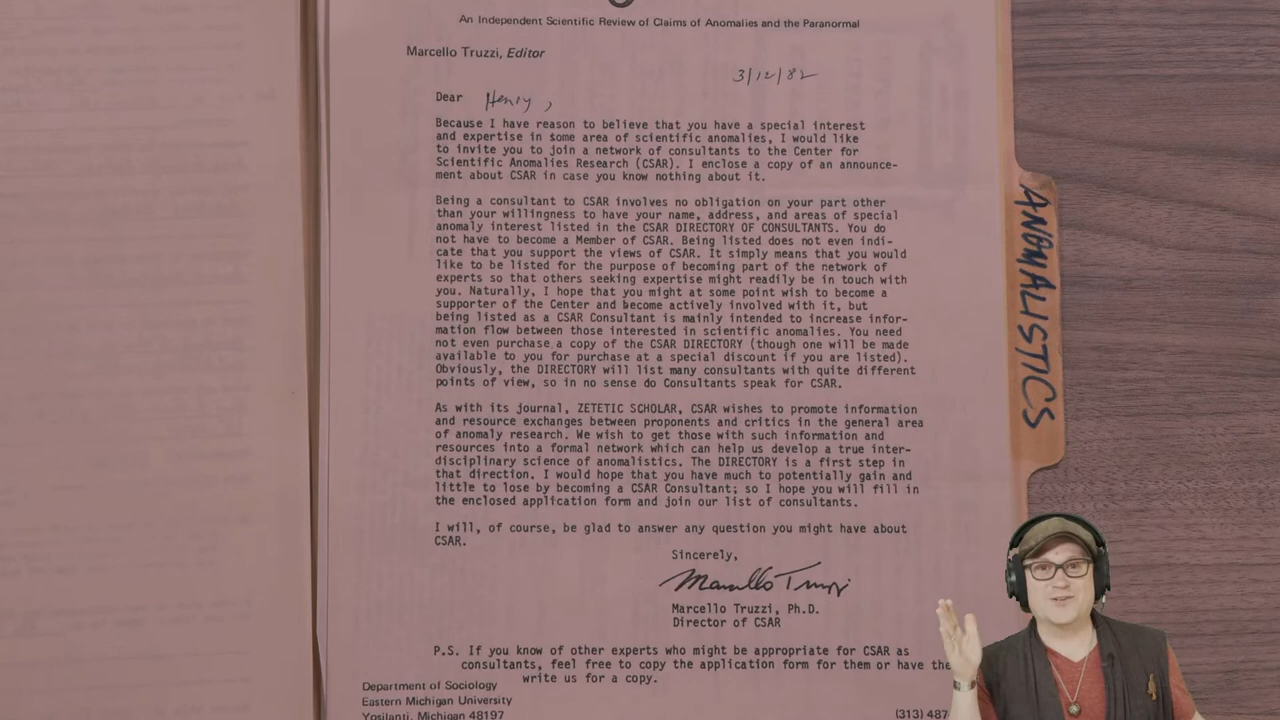 An Independent Scientific Review of Claims of Anomalies and the Paranormal
Marcello Truzzi, Editor
3/12/82
Dear Henry,
Because I have reason to believe that you have a special interest
and expertise in some area of scientific anomalies, I would like
to invite you to join a network of consultants to the Center for
Scientific Anomalies Research (CSAR). I enclose a copy of an announce-
ment about CSAR in case you know nothing about it.
Being a consultant to CSAR involves no obligation on your part other
than your willingness to have your name, address, and areas of special
anomaly interest listed in the CSAR DIRECTORY OF CONSULTANTS. You do
not have to become a Member of CSAR. Being listed does not even indi-
cate that you support the views of CSAR. It simply means that you would
like to be listed for the purpose of becoming part of the network of
experts so that others seeking expertise might readily be in touch with
you. Naturally, I hope that you might at some point wish to become a
supporter of the Center and become actively involved with it, but
being listed as a CSAR Consultant is mainly intended to increase infor-
mation flow between those interested in scientific anomalies. You need
not even purchase a copy of the CSAR DIRECTORY (though one will be made
available to you for purchase at a special discount if you are listed).
Obviously, the DIRECTORY will list many consultants with quite different
points of view, so in no sense do Consultants speak for CSAR.
As with its journal, ZETETIC SCHOLAR, CSAR wishes to promote information
and resource exchanges between proponents and critics in the general area
of anomaly research. We wish to get those with such information and
resources into a formal network which can help us develop a true inter-
disciplinary science of anomalistics. The DIRECTORY is a first step in
that direction. I would hope that you have much to potentially gain and
little to lose by becoming a CSAR Consultant; so I hope you will fill in
the enclosed application form and join our list of consultants.
I will, of course, be glad to answer any question you might have about
CSAR.
Sincerely,
Marcello Truzzi
Marcello Truzzi, Ph.D.
Director of CSAR
P.S. If you know of other experts who might be appropriate for CSAR as
consultants, feel free to copy the application form for them or have the
write us for a copy.
Department of Sociology
Eastern Michigan University
Ypsilanti, Michigan 48197
(313) 487
ANOMALISTICS